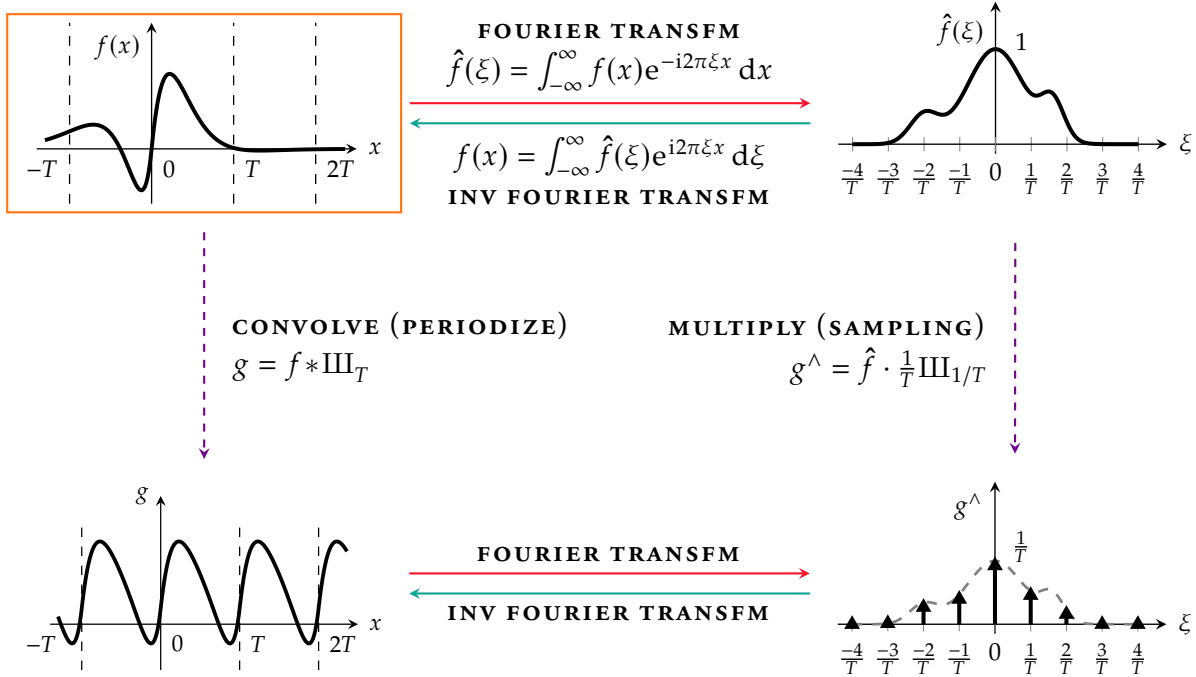 f(x)
x
−T 0 T 2T
FOURIER TRANSFM
f̂(ξ) = ∫_{−∞}^{∞} f(x)e^{−i2πξx} dx
f(x) = ∫_{−∞}^{∞} f̂(ξ)e^{i2πξx} dξ
INV FOURIER TRANSFM
f̂(ξ) 1
ξ
−4/T −3/T −2/T −1/T 0 1/T 2/T 3/T 4/T
CONVOLVE (PERIODIZE)
g = f ∗ Ш_T
MULTIPLY (SAMPLING)
g^ = f̂ · 1/T Ш_{1/T}
g
x
−T 0 T 2T
FOURIER TRANSFM
INV FOURIER TRANSFM
g^
1/T
ξ
−4/T −3/T −2/T −1/T 0 1/T 2/T 3/T 4/T